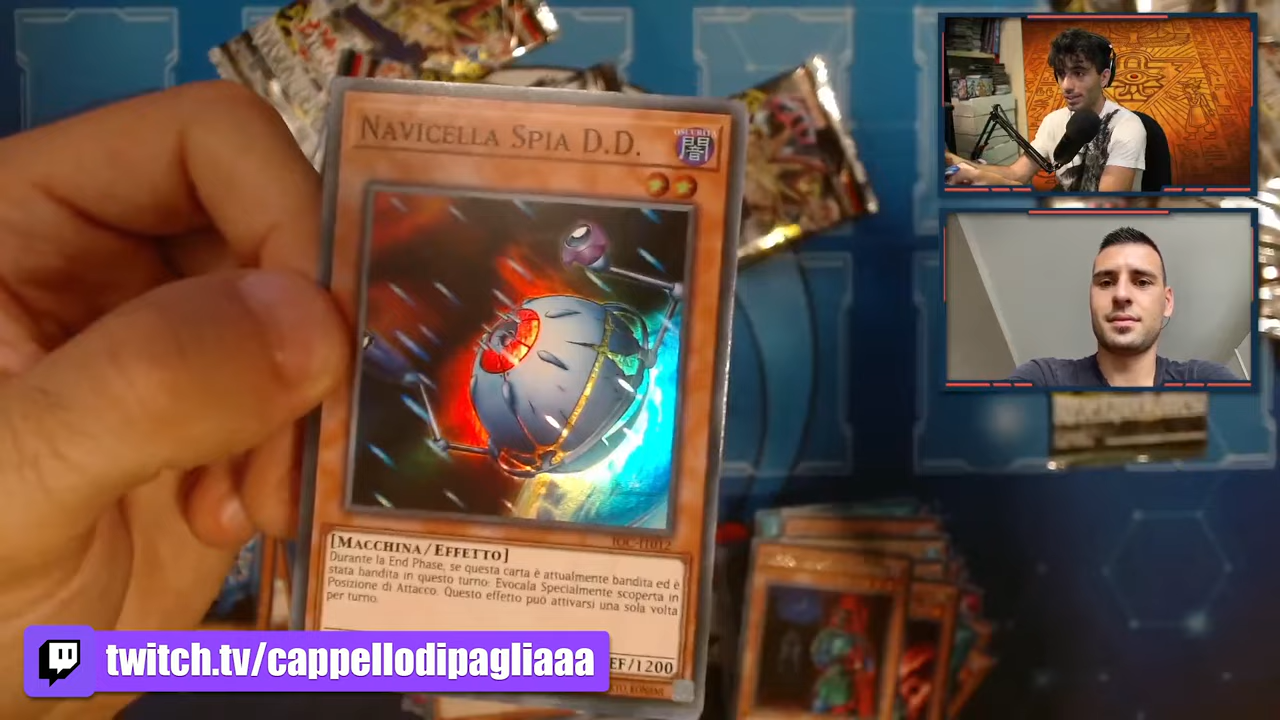 NAVICELLA SPIA D.D.
OSCURITÀ
闇
IOC-IT012
[MACCHINA/EFFETTO]
Durante la End Phase, se questa carta è attualmente bandita ed è
stata bandita in questo turno: Evocala Specialmente scoperta in
Posizione di Attacco. Questo effetto può attivarsi una sola volta
per turno.
EF/1200
KONAMI
twitch.tv/cappellodipagliaaa